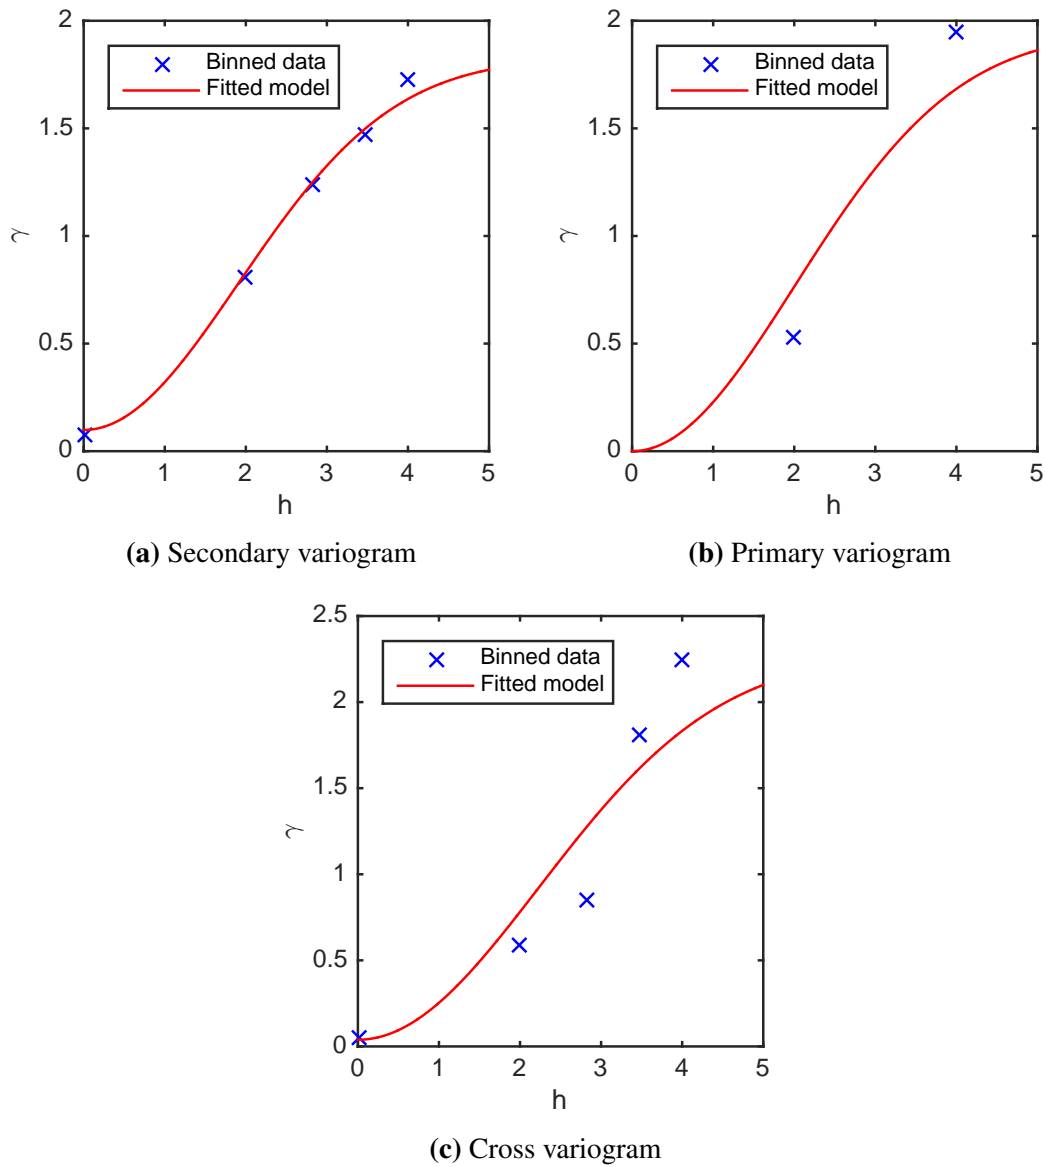 2
1.5
1
0.5
0
γ
Binned data
Fitted model
0 1 2 3 4 5
h
(a) Secondary variogram
2
1.5
1
0.5
0
γ
Binned data
Fitted model
0 1 2 3 4 5
h
(b) Primary variogram
2.5
2
1.5
1
0.5
0
γ
Binned data
Fitted model
0 1 2 3 4 5
h
(c) Cross variogram